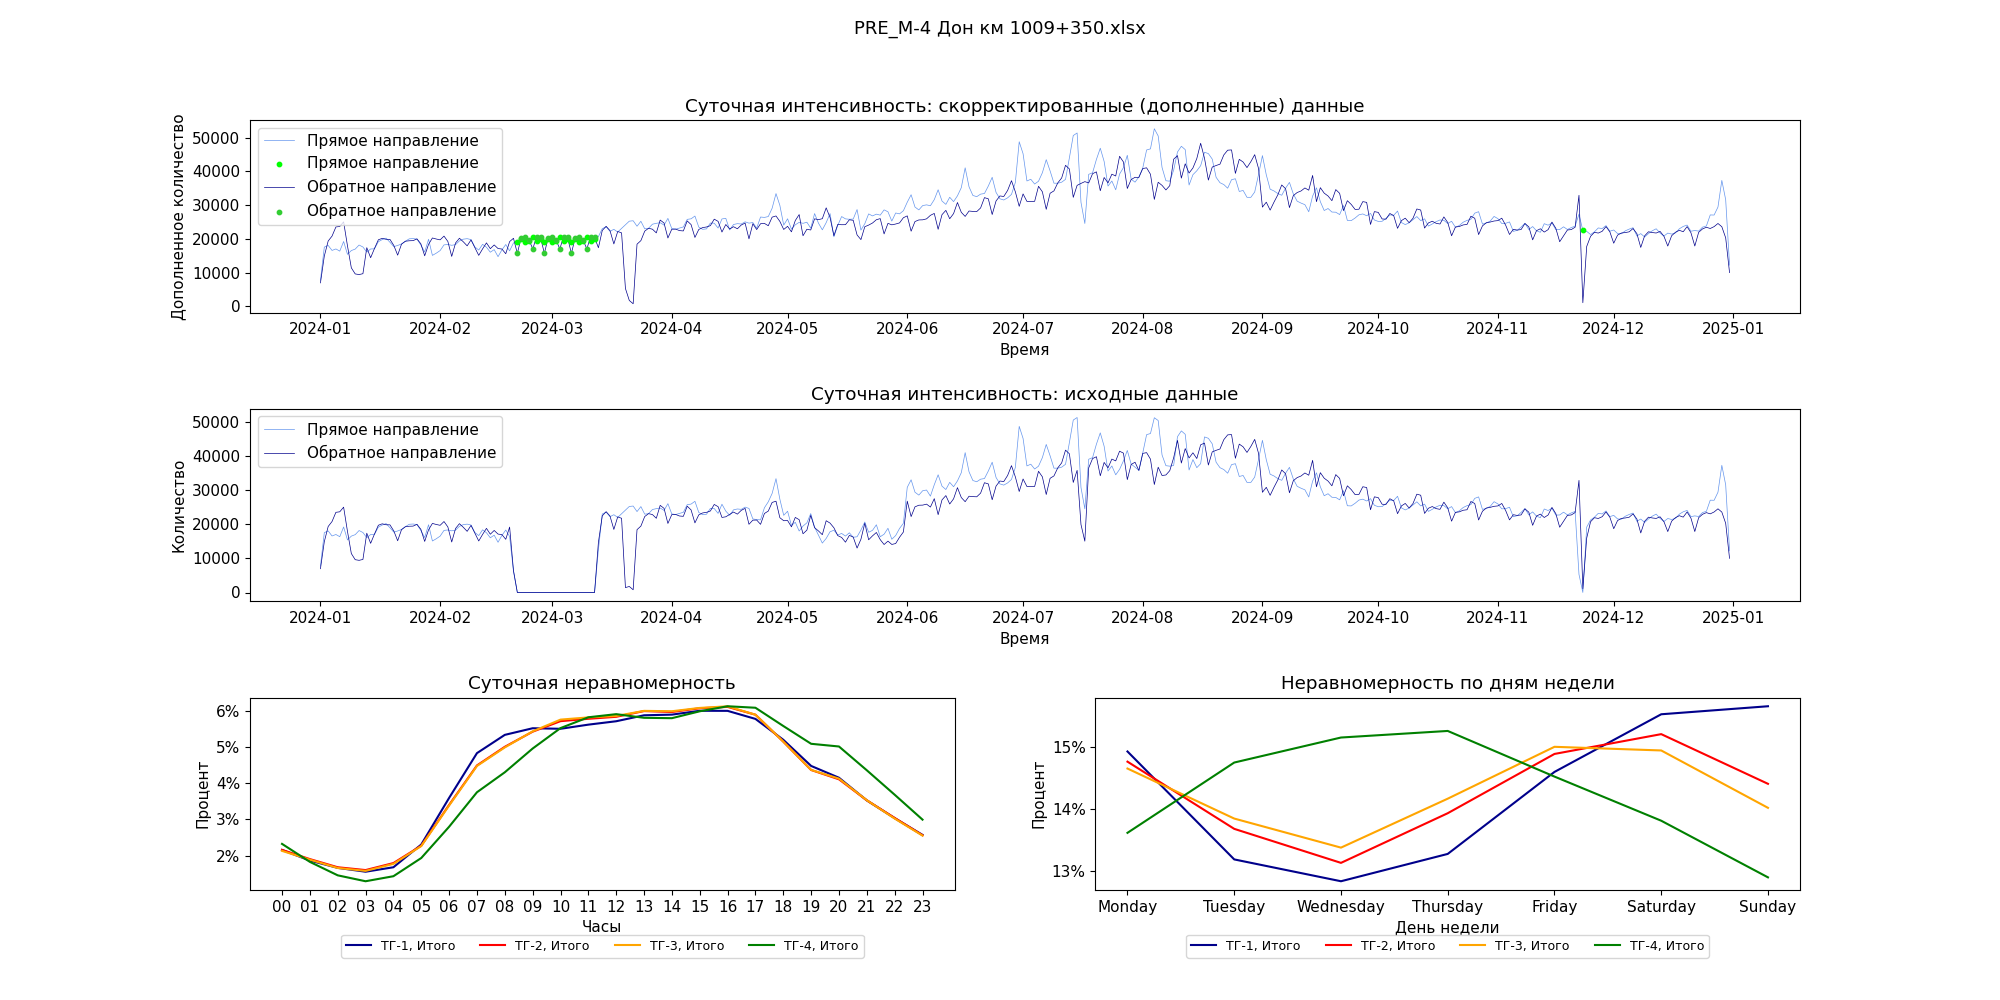 PRE_M-4 Дон км 1009+350.xlsx
Суточная интенсивность: скорректированные (дополненные) данные
Дополненное количество
50000
40000
30000
20000
10000
0
Прямое направление
Прямое направление
Обратное направление
Обратное направление
2024-01 2024-02 2024-03 2024-04 2024-05 2024-06 2024-07 2024-08 2024-09 2024-10 2024-11 2024-12 2025-01
Время
Суточная интенсивность: исходные данные
Количество
50000
40000
30000
20000
10000
0
Прямое направление
Обратное направление
2024-01 2024-02 2024-03 2024-04 2024-05 2024-06 2024-07 2024-08 2024-09 2024-10 2024-11 2024-12 2025-01
Время
Суточная неравномерность
Процент
6%
5%
4%
3%
2%
00 01 02 03 04 05 06 07 08 09 10 11 12 13 14 15 16 17 18 19 20 21 22 23
Часы
ТГ-1, Итого ТГ-2, Итого ТГ-3, Итого ТГ-4, Итого
Неравномерность по дням недели
Процент
15%
14%
13%
Monday Tuesday Wednesday Thursday Friday Saturday Sunday
День недели
ТГ-1, Итого ТГ-2, Итого ТГ-3, Итого ТГ-4, Итого